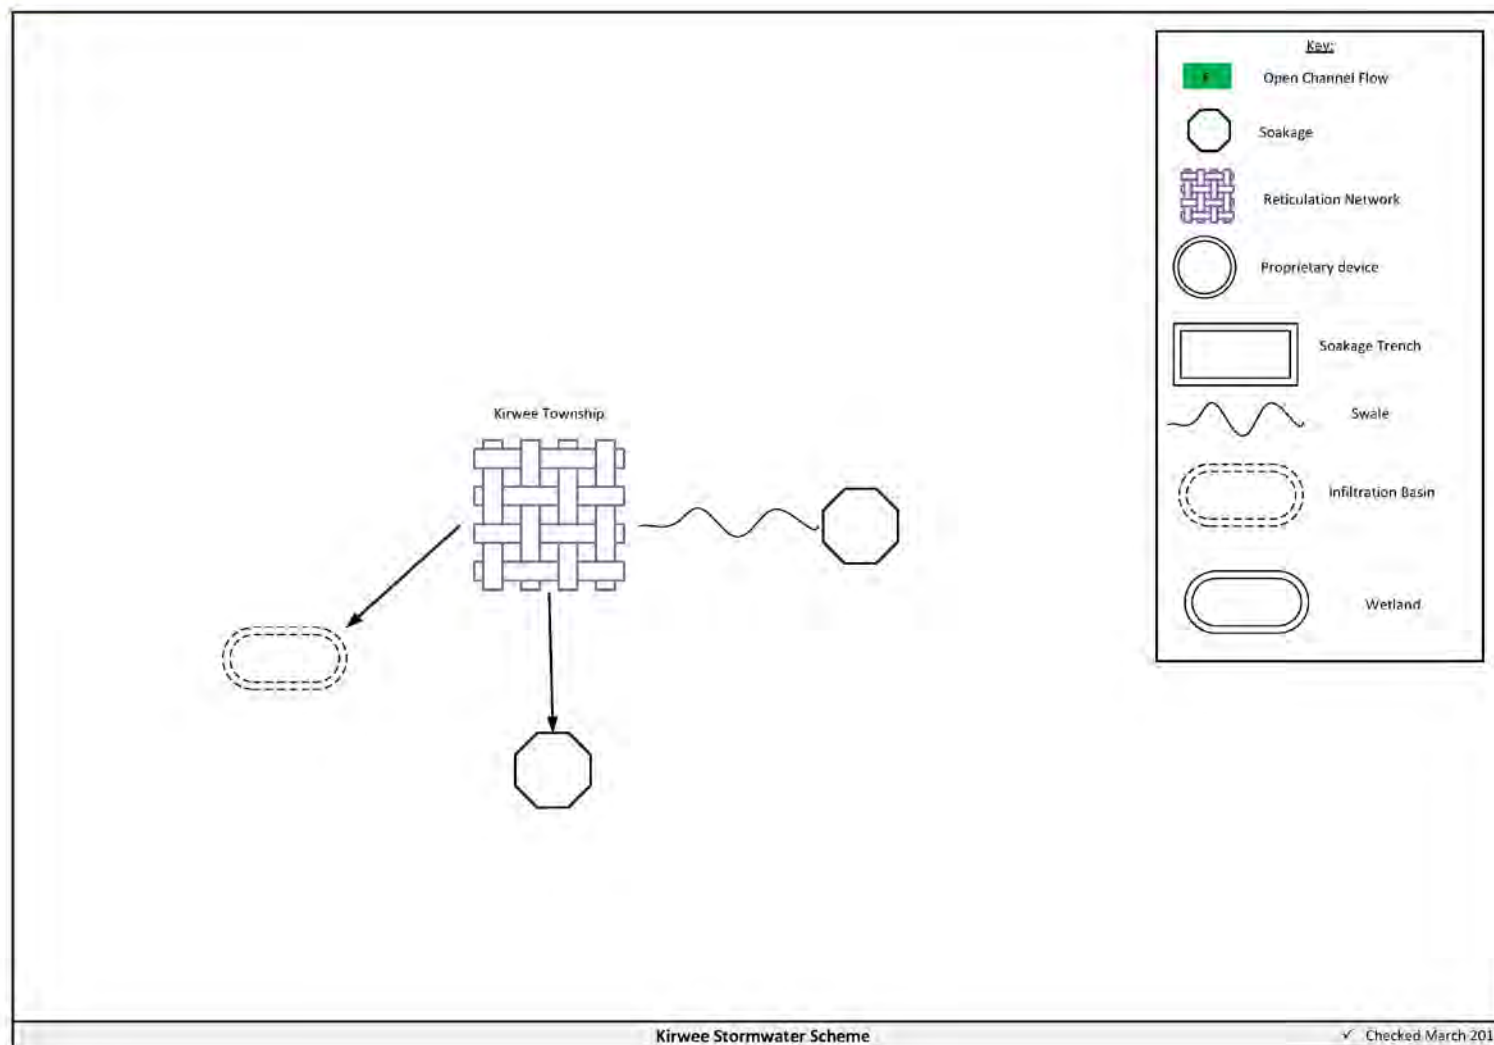 Key:
Open Channel Flow
Soakage
Reticulation Network
Proprietary device
Soakage Trench
Swale
Infiltration Basin
Wetland
Kirwee Township
Kirwee Stormwater Scheme
✓ Checked March 201